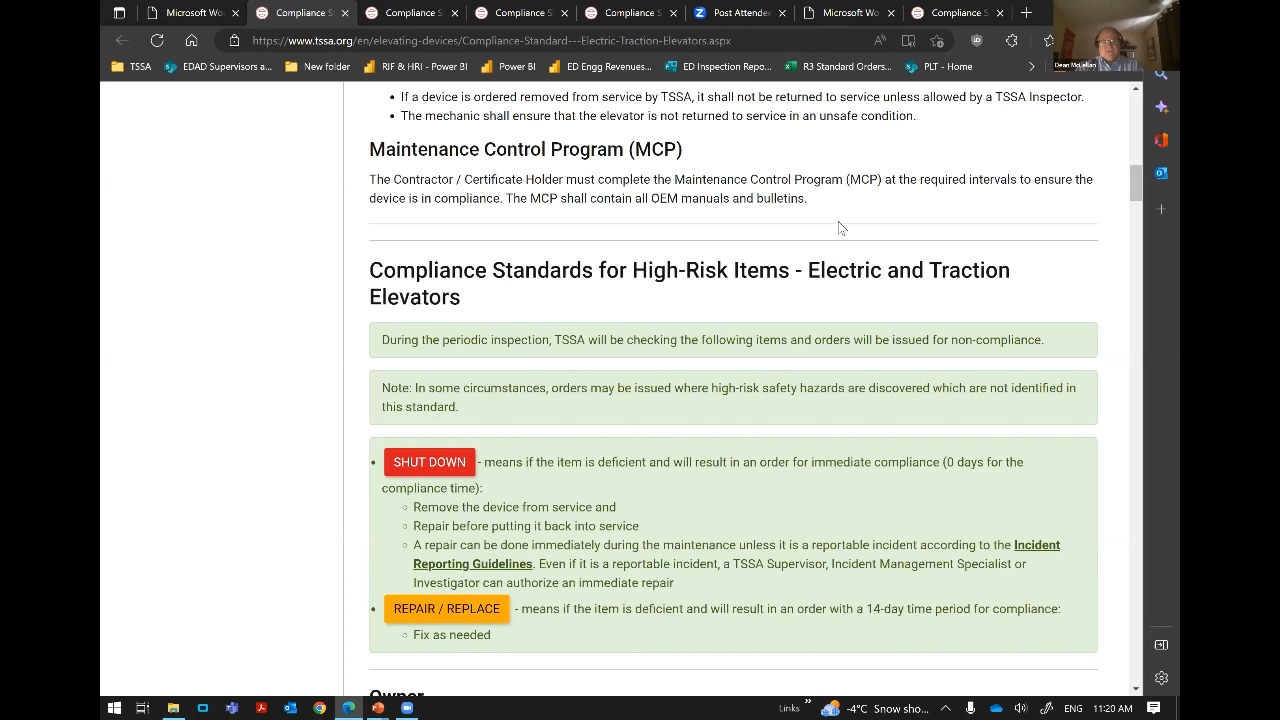 Microsoft Wo
Compliance S
Compliance S
Compliance S
Compliance S
Post Attende
Microsoft Wo
Compliance S
https://www.tssa.org/en/elevating-devices/Compliance-Standard---Electric-Traction-Elevators.aspx
TSSA
EDAD Supervisors a...
New folder
RIF & HRI - Power BI
Power BI
ED Engg Revenues...
ED Inspection Repo...
R3 Standard Orders...
PLT - Home
Dean McLellan
If a device is ordered removed from service by TSSA, it shall not be returned to service unless allowed by a TSSA Inspector.
The mechanic shall ensure that the elevator is not returned to service in an unsafe condition.
Maintenance Control Program (MCP)
The Contractor / Certificate Holder must complete the Maintenance Control Program (MCP) at the required intervals to ensure the
device is in compliance. The MCP shall contain all OEM manuals and bulletins.
Compliance Standards for High-Risk Items - Electric and Traction
Elevators
During the periodic inspection, TSSA will be checking the following items and orders will be issued for non-compliance.
Note: In some circumstances, orders may be issued where high-risk safety hazards are discovered which are not identified in
this standard.
SHUT DOWN - means if the item is deficient and will result in an order for immediate compliance (0 days for the
compliance time):
Remove the device from service and
Repair before putting it back into service
A repair can be done immediately during the maintenance unless it is a reportable incident according to the Incident
Reporting Guidelines. Even if it is a reportable incident, a TSSA Supervisor, Incident Management Specialist or
Investigator can authorize an immediate repair
REPAIR / REPLACE - means if the item is deficient and will result in an order with a 14-day time period for compliance:
Fix as needed
Owner
Links
-4°C Snow sho...
ENG
11:20 AM